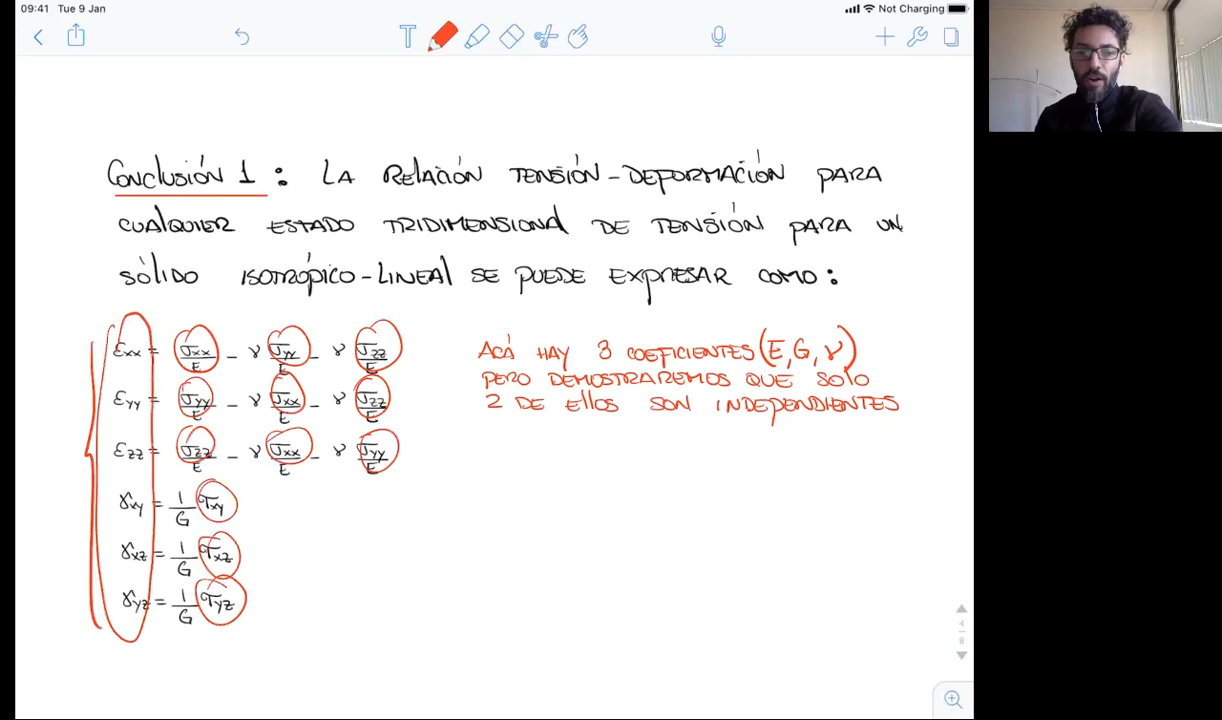 09:41 Tue 9 Jan
Not Charging
T
Conclusión 1: La relación tensión-deformación para
cualquier estado tridimensional de tensión para un
sólido isotrópico-lineal se puede expresar como:
εxx = σxx/E - ν σyy/E - ν σzz/E
εyy = σyy/E - ν σxx/E - ν σzz/E
εzz = σzz/E - ν σxx/E - ν σyy/E
γxy = 1/G τxy
γxz = 1/G τxz
γyz = 1/G τyz
Acá hay 3 coeficientes (E, G, ν)
pero demostraremos que solo
2 de ellos son independientes
4
8